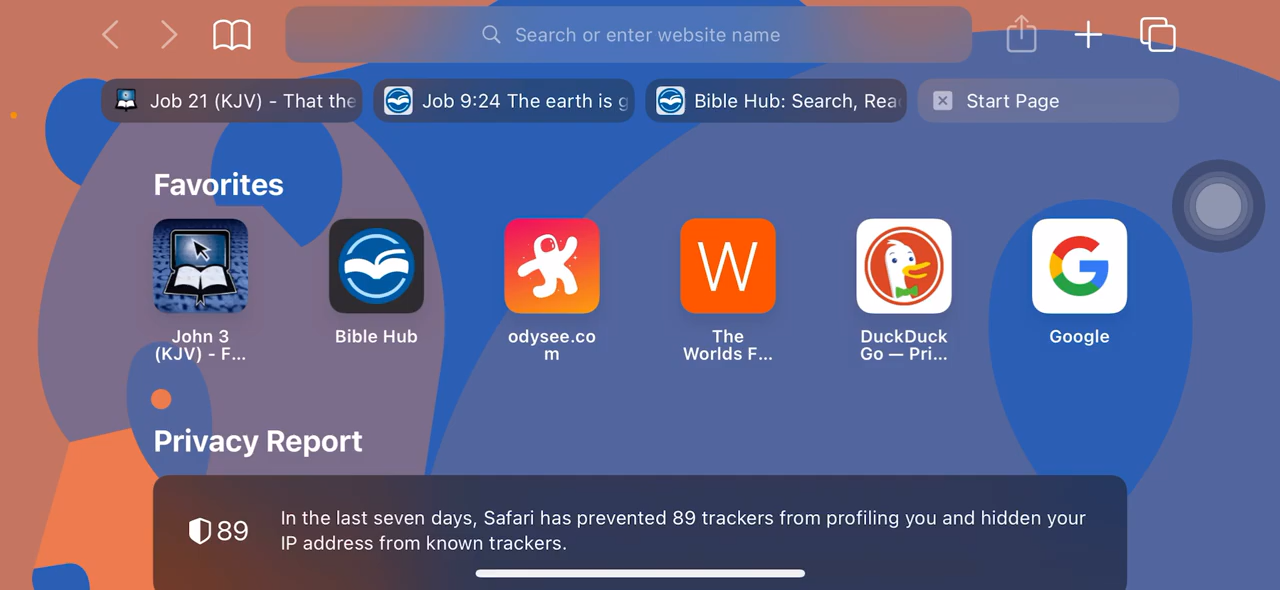 Search or enter website name
Job 21 (KJV) - That the
Job 9:24 The earth is g
Bible Hub: Search, Rea
Start Page
Favorites
John 3
(KJV) - F...
Bible Hub
odysee.co
m
W
The
Worlds F...
DuckDuck
Go — Pri...
G
Google
Privacy Report
89
In the last seven days, Safari has prevented 89 trackers from profiling you and hidden your
IP address from known trackers.